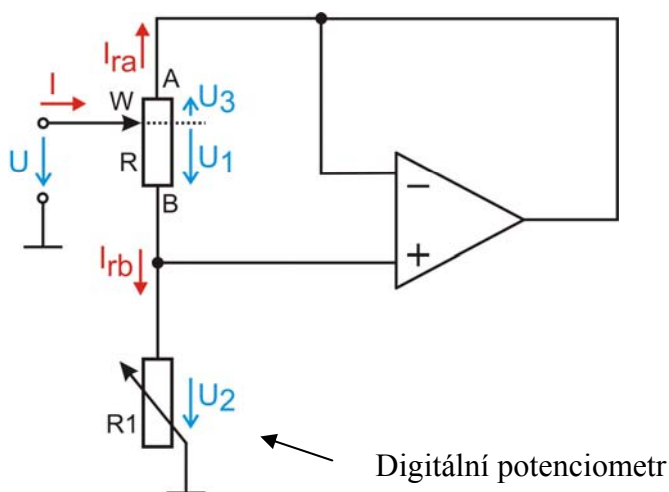 Ira
A
I
W
U3
U
R
U1
B
−
+
Irb
U2
R1
Digitální potenciometr